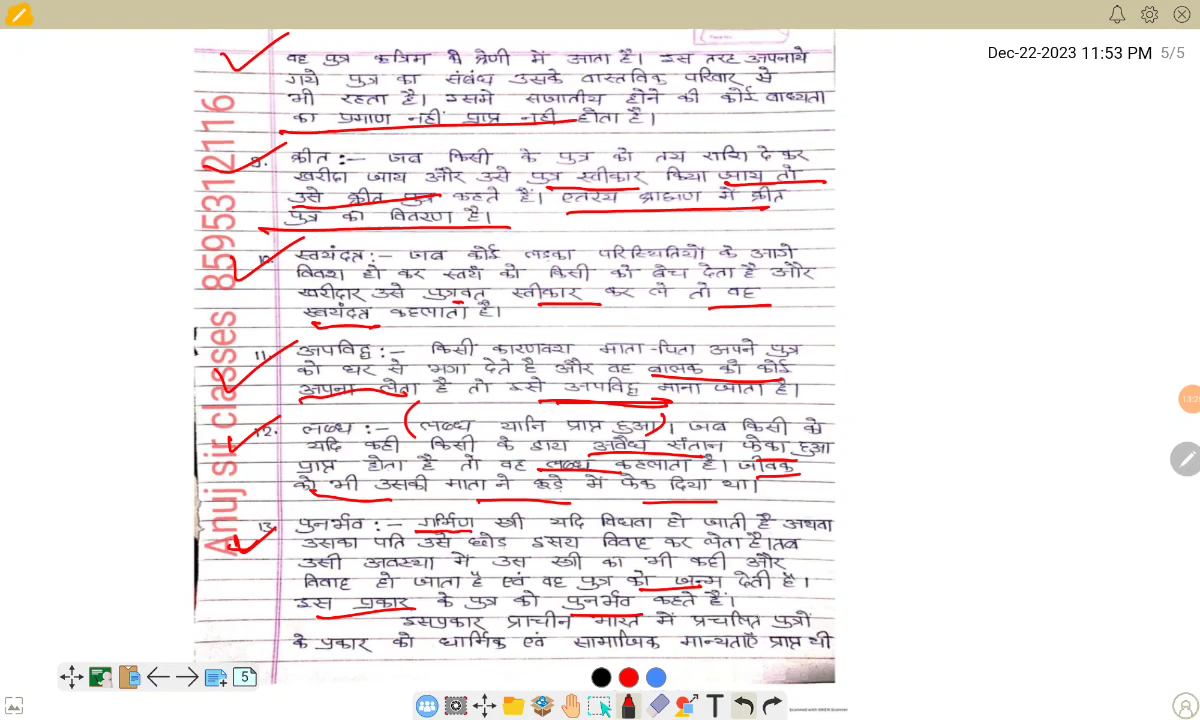 Dec-22-2023 11:53 PM 5/5
वह पुत्र कत्रिम श्रेणी में आता है। इस तरह अपनाये
गये पुत्र का संबंध उसके वास्तविक परिवार से
भी रहता है। इसमे सजातीय होने की कोई बाध्यता
का प्रमाण नहीं प्राप्त नही होता है।
9. क्रीत :- जब किसी के पुत्र को तय राशि दे कर
खरीदा जाय और उसे पुत्र स्वीकार किया जाय तो
उसे क्रीत पुत्र कहते हैं। एतरेय ब्राह्मण में क्रीत
पुत्र का वितरण है।
10. स्वयंदत :- जब कोई लड़का परिस्थितियों के आगे
विवश हो कर स्वयं को किसी को बेच देता है और
खरीदार उसे पुत्रवत् स्वीकार कर ले तो वह
स्वयंदत कहलाता है।
11. अपविद्ध :- किसी कारणवश माता-पिता अपने पुत्र
को घर से भगा देते है और वह बालक को कोई
अपना लेता है तो उसे अपविद्ध माना जाता है।
12. लब्ध :- (लब्ध यानि प्राप्त हुआ)। जब किसी को
यदि कही किसी के द्वारा अवैध संतान फेका हुआ
प्राप्त होता है तो वह लब्ध कहलाता है। जीवक
को भी उसकी माता ने कूड़े में फेक दिया था।
13. पुनर्भव :- गर्भिण स्त्री यदि विधवा हो जाती है अथवा
उसका पति उसे छोड दूसरा विवाह कर लेता है।तब
उसी अवस्था में उस स्त्री का भी कही और
विवाह हो जाता है एवं वह पुत्र को जन्म देती है।
इस प्रकार के पुत्र को पुनर्भव कहते हैं।
इसप्रकार प्राचीन भारत में प्रचलित पुत्रों
के प्रकार को धार्मिक एवं सामाजिक मान्यताएँ प्राप्त थी
Anuj sir classes 8595312116
13:2
5
T